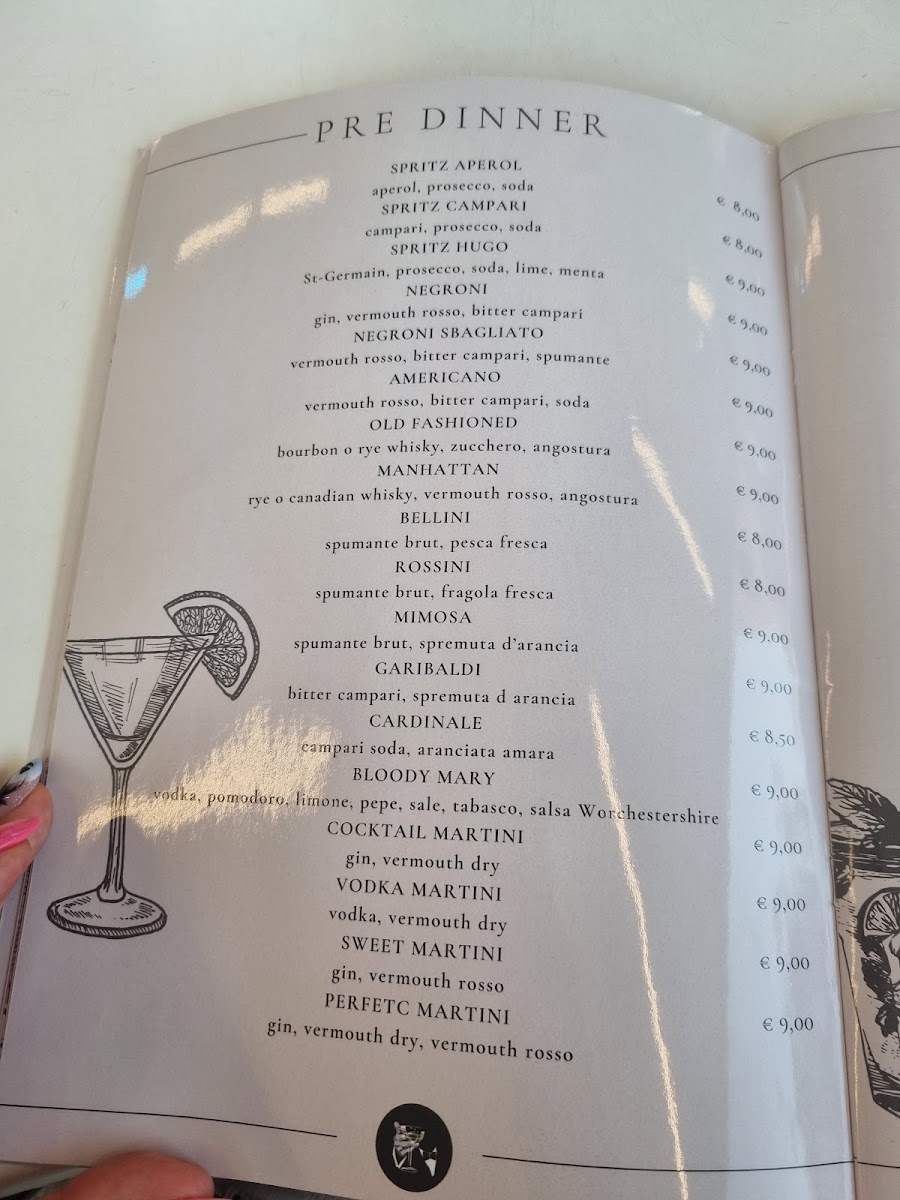 PRE DINNER
SPRITZ APEROL
aperol, prosecco, soda
€ 8,00
SPRITZ CAMPARI
campari, prosecco, soda
€ 8,00
SPRITZ HUGO
St-Germain, prosecco, soda, lime, menta
€ 9,00
NEGRONI
gin, vermouth rosso, bitter campari
€ 9,00
NEGRONI SBAGLIATO
vermouth rosso, bitter campari, spumante
€ 9,00
AMERICANO
vermouth rosso, bitter campari, soda
€ 9,00
OLD FASHIONED
bourbon o rye whisky, zucchero, angostura
€ 9,00
MANHATTAN
rye o canadian whisky, vermouth rosso, angostura
€ 9,00
BELLINI
spumante brut, pesca fresca
€ 8,00
ROSSINI
spumante brut, fragola fresca
€ 8,00
MIMOSA
spumante brut, spremuta d'arancia
€ 9.00
GARIBALDI
bitter campari, spremuta d arancia
€ 9,00
CARDINALE
campari soda, aranciata amara
€ 8,50
BLOODY MARY
vodka, pomodoro, limone, pepe, sale, tabasco, salsa Worchestershire
€ 9,00
COCKTAIL MARTINI
gin, vermouth dry
€ 9,00
VODKA MARTINI
vodka, vermouth dry
€ 9,00
SWEET MARTINI
gin, vermouth rosso
€ 9,00
PERFETC MARTINI
gin, vermouth dry, vermouth rosso
€ 9,00